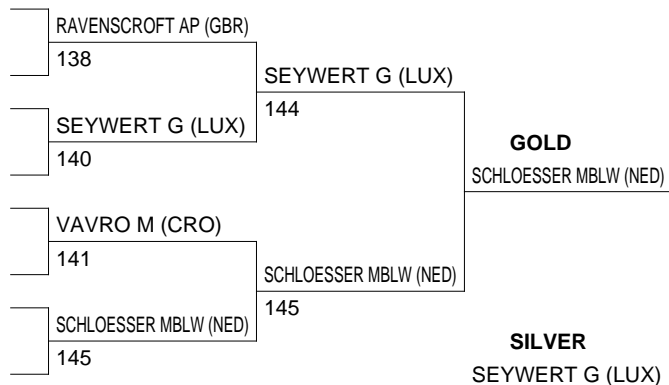 RAVENSCROFT AP (GBR)
138
SEYWERT G (LUX)
144
SEYWERT G (LUX)
140
GOLD
SCHLOESSER MBLW (NED)
VAVRO M (CRO)
141
SCHLOESSER MBLW (NED)
145
SCHLOESSER MBLW (NED)
145
SILVER
SEYWERT G (LUX)